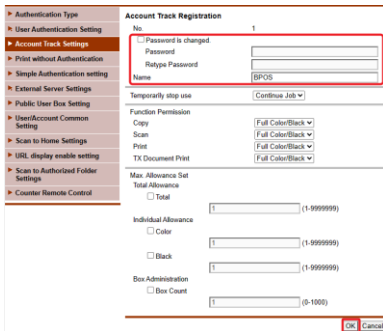 Authentication Type
User Authentication Setting
Account Track Settings
Print without Authentication
Simple Authentication setting
External Server Settings
Public User Box Setting
User/Account Common
Setting
Scan to Home Settings
URL display enable setting
Scan to Authorized Folder
Settings
Counter Remote Control
Account Track Registration
No. 1
Password is changed.
Password
Retype Password
Name BPOS
Temporarily stop use Continue Job
Function Permission
Copy Full Color/Black
Scan Full Color/Black
Print Full Color/Black
TX Document Print Full Color/Black
Max. Allowance Set
Total Allowance
Total
1 (1-9999999)
Individual Allowance
Color
1 (1-9999999)
Black
1 (1-9999999)
Box Administration
Box Count
1 (0-1000)
OK Cancel